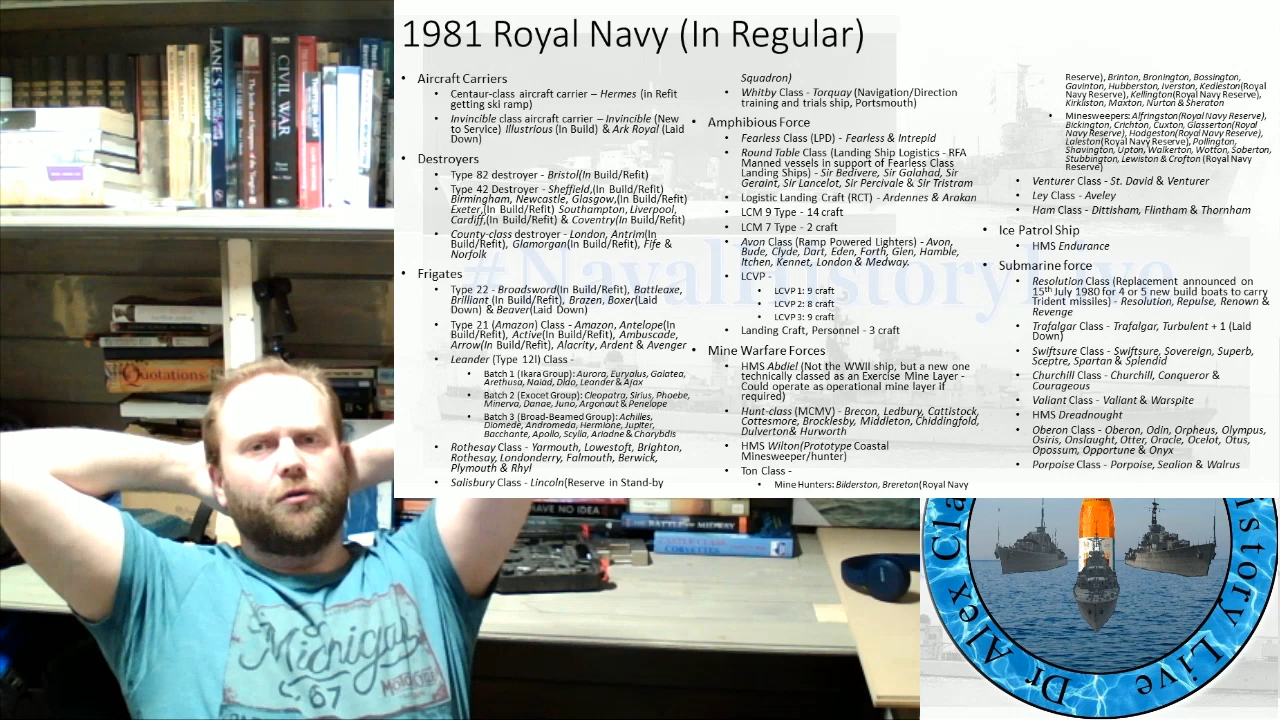 1981 Royal Navy (In Regular)
• Aircraft Carriers
• Centaur-class aircraft carrier – Hermes (in Refit
getting ski ramp)
• Invincible class aircraft carrier – Invincible (New
to Service) Illustrious (In Build) & Ark Royal (Laid
Down)
• Destroyers
• Type 82 destroyer - Bristol(In Build/Refit)
• Type 42 Destroyer - Sheffield,(In Build/Refit)
Birmingham, Newcastle, Glasgow,(In Build/Refit)
Exeter,(In Build/Refit) Southampton, Liverpool,
Cardiff,(In Build/Refit) & Coventry(In Build/Refit)
• County-class destroyer - London, Antrim(In
Build/Refit), Glamorgan(In Build/Refit), Fife &
Norfolk
• Frigates
• Type 22 - Broadsword(In Build/Refit), Battleaxe,
Brilliant (In Build/Refit), Brazen, Boxer(Laid
Down) & Beaver(Laid Down)
• Type 21 (Amazon) Class - Amazon, Antelope(In
Build/Refit), Active(In Build/Refit), Ambuscade,
Arrow(In Build/Refit), Alacrity, Ardent & Avenger
• Leander (Type 12I) Class -
• Batch 1 (Ikara Group): Aurora, Euryalus, Galatea,
Arethusa, Naiad, Dido, Leander & Ajax
• Batch 2 (Exocet Group): Cleopatra, Sirius, Phoebe,
Minerva, Danae, Juno, Argonaut & Penelope
• Batch 3 (Broad-Beamed Group): Achilles,
Diomede, Andromeda, Hermione, Jupiter,
Bacchante, Apollo, Scylla, Ariadne & Charybdis
• Rothesay Class - Yarmouth, Lowestoft, Brighton,
Rothesay, Londonderry, Falmouth, Berwick,
Plymouth & Rhyl
• Salisbury Class - Lincoln(Reserve in Stand-by
Squadron)
• Whitby Class - Torquay (Navigation/Direction
training and trials ship, Portsmouth)
• Amphibious Force
• Fearless Class (LPD) - Fearless & Intrepid
• Round Table Class (Landing Ship Logistics - RFA
Manned vessels in support of Fearless Class
Landing Ships) - Sir Bedivere, Sir Galahad, Sir
Geraint, Sir Lancelot, Sir Percivale & Sir Tristram
• Logistic Landing Craft (RCT) - Ardennes & Arakan
• LCM 9 Type - 14 craft
• LCM 7 Type - 2 craft
• Avon Class (Ramp Powered Lighters) - Avon,
Bude, Clyde, Dart, Eden, Forth, Glen, Hamble,
Itchen, Kennet, London & Medway.
• LCVP -
• LCVP 1: 9 craft
• LCVP 2: 8 craft
• LCVP 3: 9 craft
• Landing Craft, Personnel - 3 craft
• Mine Warfare Forces
• HMS Abdiel (Not the WWII ship, but a new one
technically classed as an Exercise Mine Layer -
Could operate as operational mine layer if
required)
• Hunt-class (MCMV) - Brecon, Ledbury, Cattistock,
Cottesmore, Brocklesby, Middleton, Chiddingfold,
Dulverton& Hurworth
• HMS Wilton(Prototype Coastal
Minesweeper/hunter)
• Ton Class -
• Mine Hunters: Bilderston, Brereton(Royal Navy
Reserve), Brinton, Bronington, Bossington,
Gavinton, Hubberston, Iverston, Kedleston(Royal
Navy Reserve), Kellington(Royal Navy Reserve),
Kirkliston, Maxton, Nurton & Sheraton
• Minesweepers: Alfringston(Royal Navy Reserve),
Bickington, Crichton, Cuxton, Glasserton(Royal
Navy Reserve), Hodgeston(Royal Navy Reserve),
Laleston(Royal Navy Reserve), Pollington,
Shavington, Upton, Walkerton, Wotton, Soberton,
Stubbington, Lewiston & Crofton (Royal Navy
Reserve)
• Venturer Class - St. David & Venturer
• Ley Class - Aveley
• Ham Class - Dittisham, Flintham & Thornham
• Ice Patrol Ship
• HMS Endurance
• Submarine force
• Resolution Class (Replacement announced on
15th July 1980 for 4 or 5 new build boats to carry
Trident missiles) - Resolution, Repulse, Renown &
Revenge
• Trafalgar Class - Trafalgar, Turbulent + 1 (Laid
Down)
• Swiftsure Class - Swiftsure, Sovereign, Superb,
Sceptre, Spartan & Splendid
• Churchill Class - Churchill, Conqueror &
Courageous
• Valiant Class - Valiant & Warspite
• HMS Dreadnought
• Oberon Class - Oberon, Odin, Orpheus, Olympus,
Osiris, Onslaught, Otter, Oracle, Ocelot, Otus,
Opossum, Opportune & Onyx
• Porpoise Class - Porpoise, Sealion & Walrus
JANE'S
CIVIL WAR
Quotations
HAVE NO IDEA
BATTLE of MIDWAY
CORVETTES
Michigan
67
MOTORCYCLE
Dr Alex Cla
istory Live